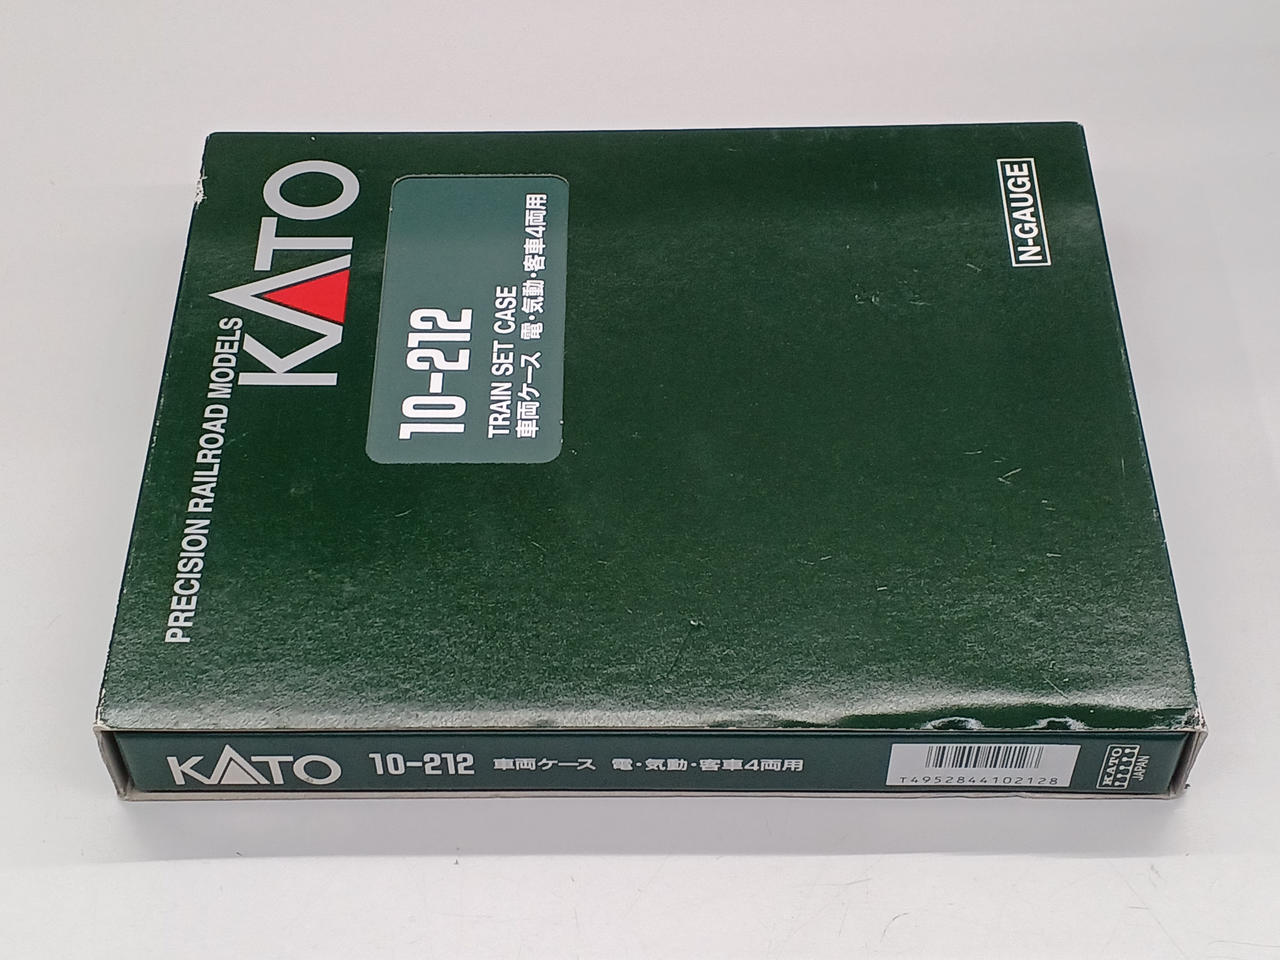 PRECISION RAILROAD MODELS
KATO
10-212
TRAIN SET CASE
車両ケース 電・気動・客車4両用
N-GAUGE
KATO 10-212 車両ケース 電・気動・客車4両用
T4952844102128
KATO
JAPAN